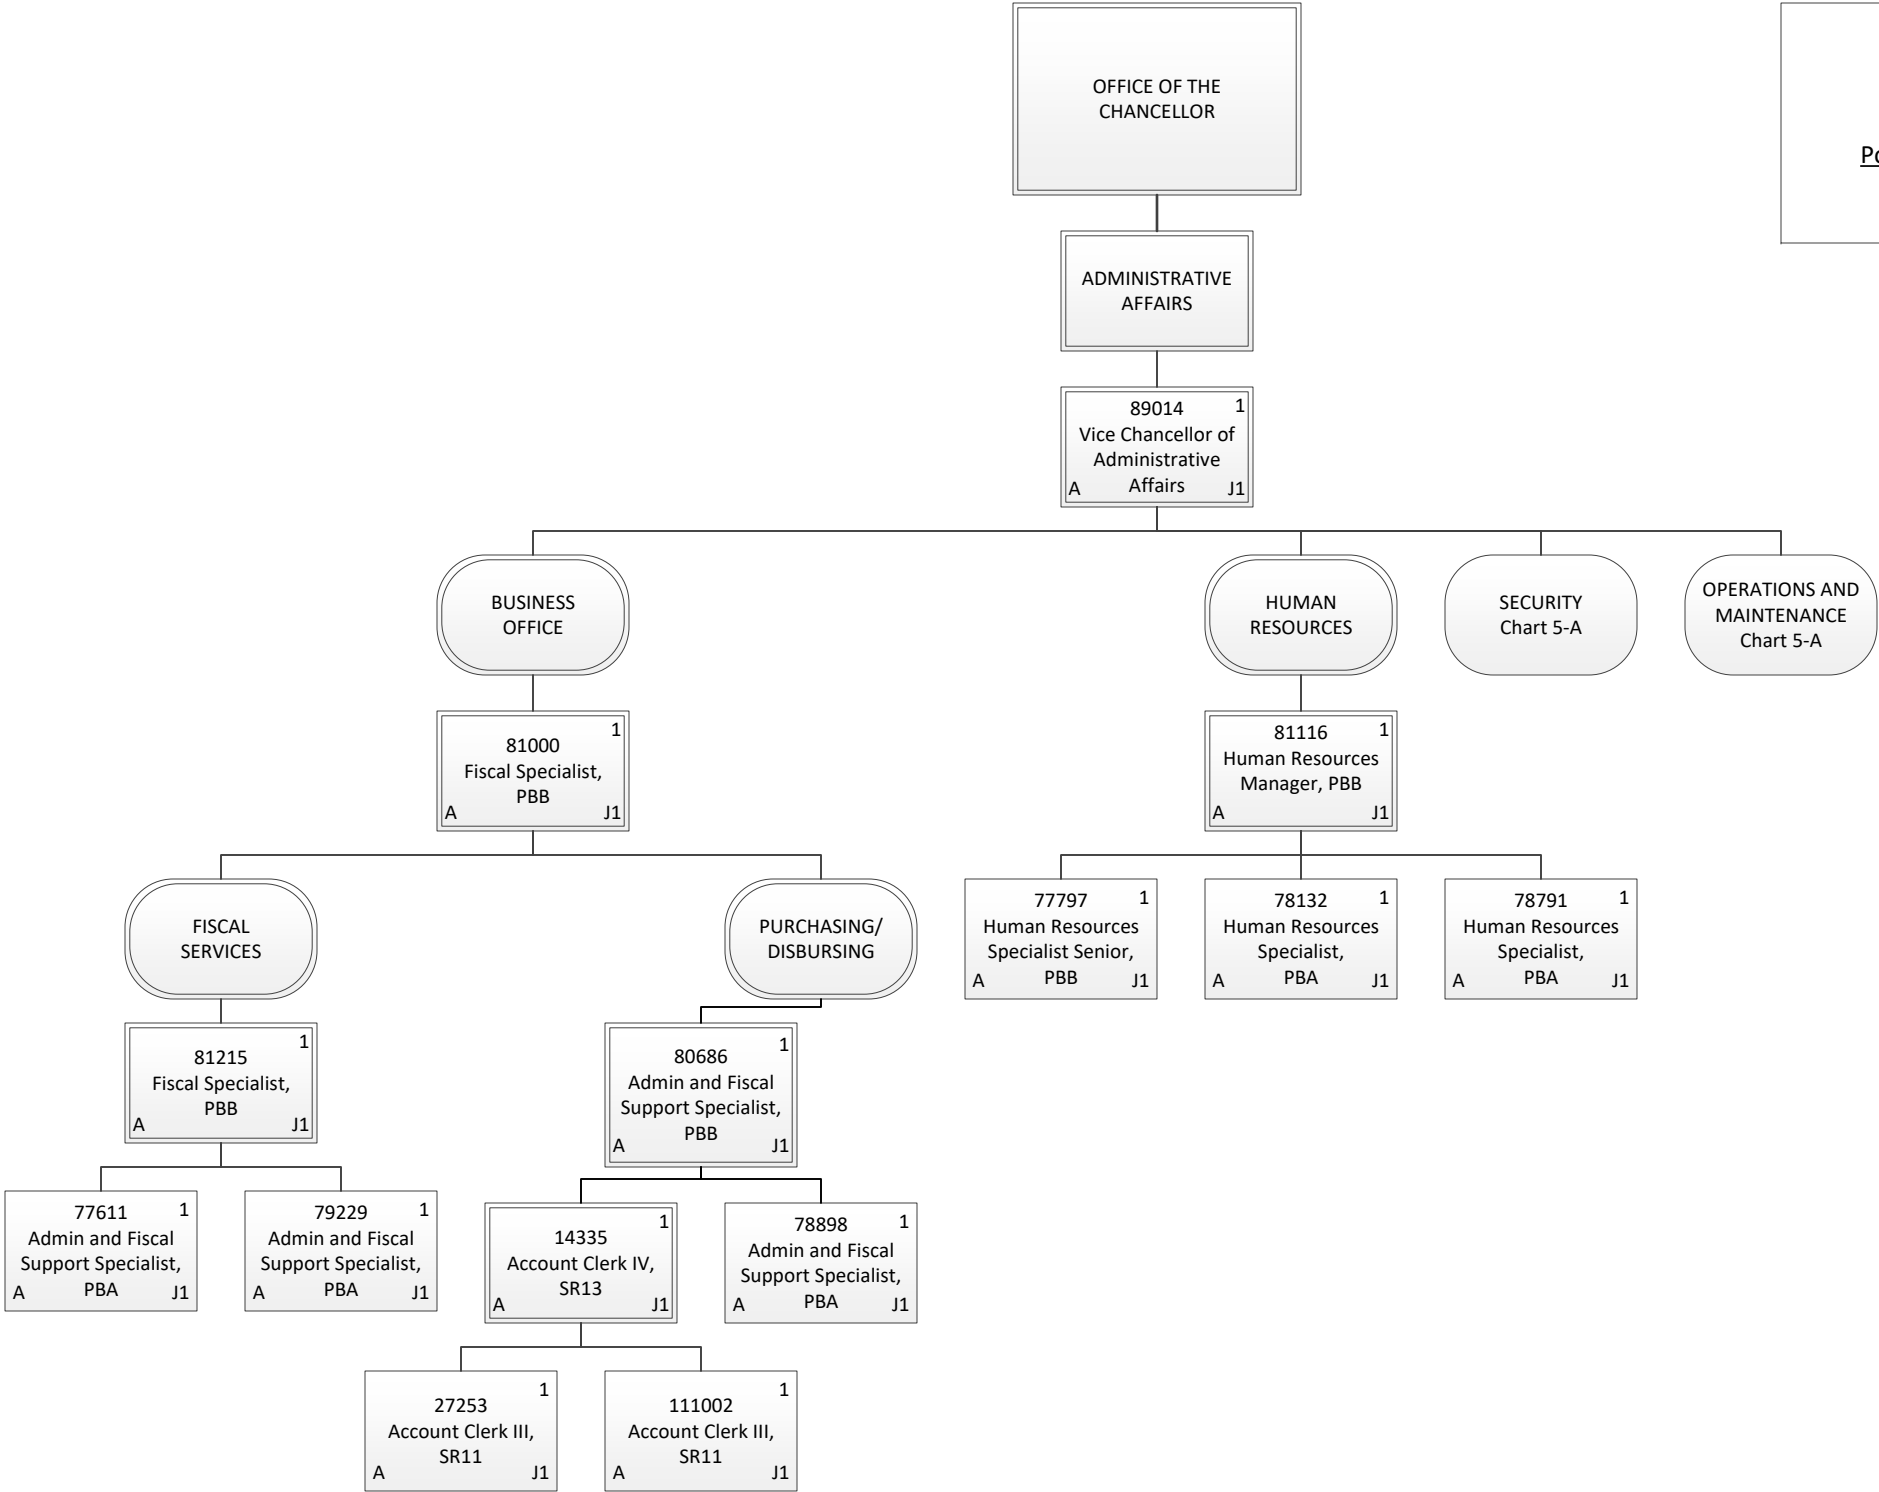 OFFICE OF THE
CHANCELLOR
ADMINISTRATIVE
AFFAIRS
89014 1
Vice Chancellor of
Administrative
A Affairs J1
BUSINESS
OFFICE
HUMAN
RESOURCES
SECURITY
Chart 5-A
OPERATIONS AND
MAINTENANCE
Chart 5-A
1
81000
Fiscal Specialist,
PBB
A J1
81116 1
Human Resources
Manager, PBB
A J1
FISCAL
SERVICES
PURCHASING/
DISBURSING
77797 1
Human Resources
Specialist Senior,
A PBB J1
78132 1
Human Resources
Specialist,
A PBA J1
78791 1
Human Resources
Specialist,
A PBA J1
1
81215
Fiscal Specialist,
PBB
A J1
1
80686
Admin and Fiscal
Support Specialist,
PBB
A J1
77611 1
Admin and Fiscal
Support Specialist,
A PBA J1
79229 1
Admin and Fiscal
Support Specialist,
A PBA J1
1
14335
Account Clerk IV,
SR13
A J1
78898 1
Admin and Fiscal
Support Specialist,
A PBA J1
1
27253
Account Clerk III,
SR11
A J1
1
111002
Account Clerk III,
SR11
A J1